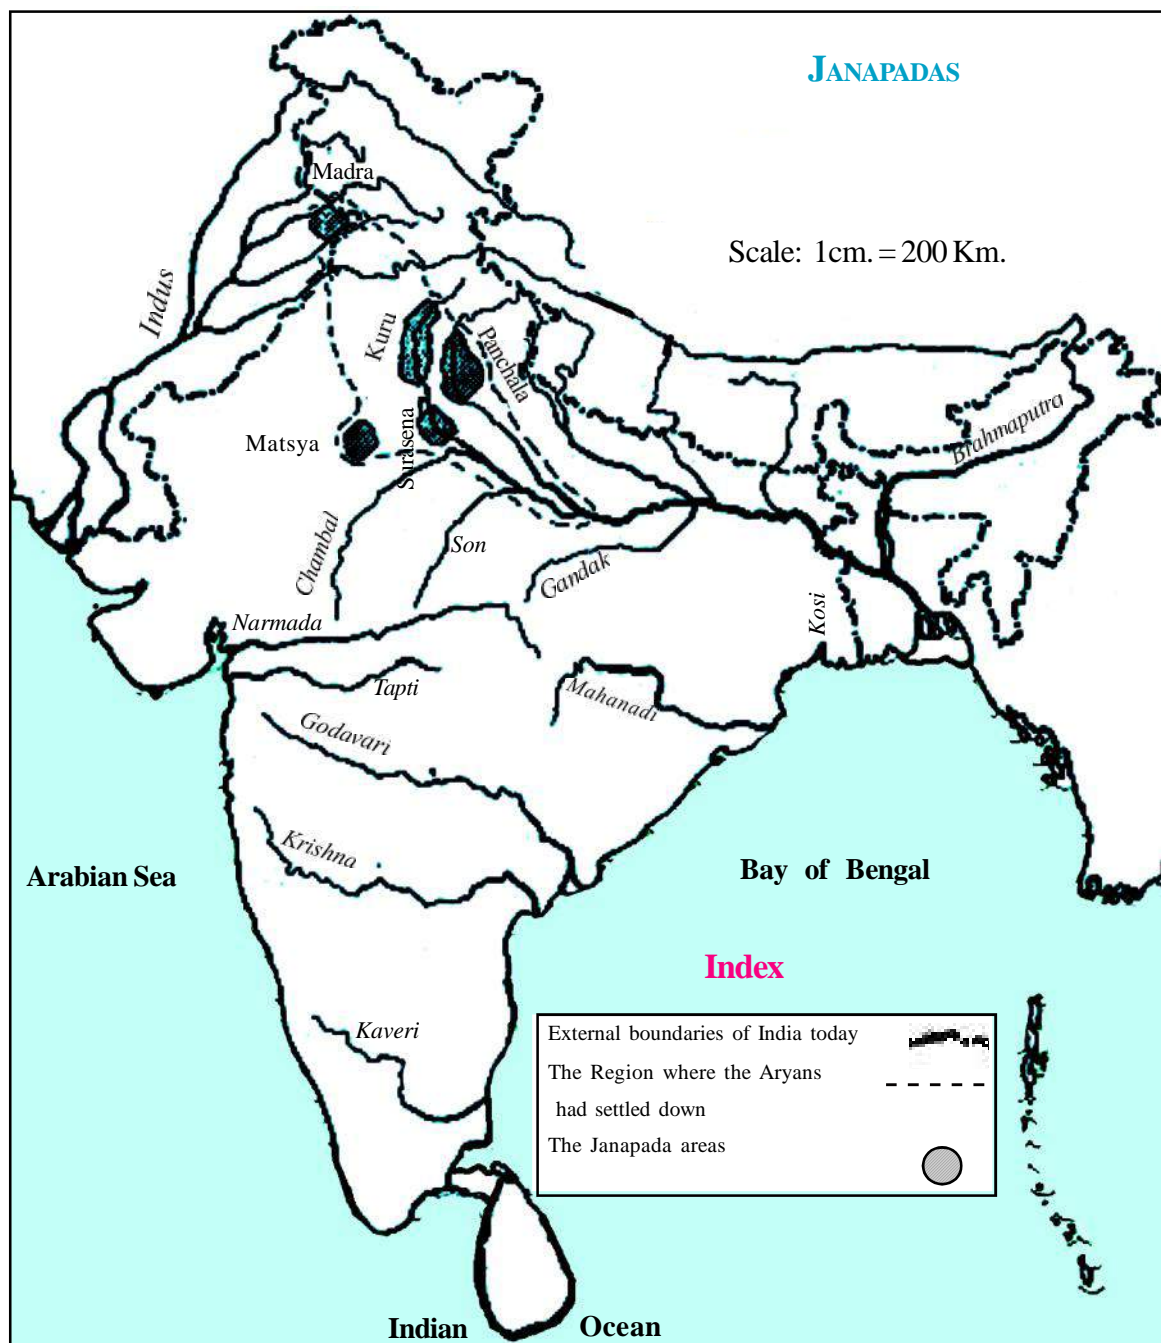 JANAPADAS
Madra
Scale: 1cm. = 200 Km.
Indus
Kuru
Panchala
Matsya
Surasena
Brahmaputra
Chambal
Son
Gandak
Kosi
Narmada
Tapti
Mahanadi
Godavari
Krishna
Arabian Sea
Bay of Bengal
Index
Kaveri
External boundaries of India today
The Region where the Aryans
had settled down
The Janapada areas
Indian Ocean